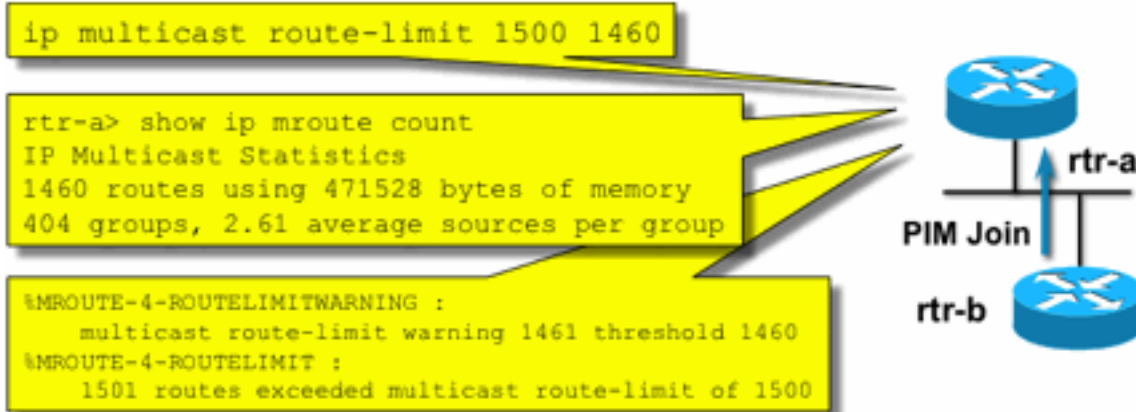 ip multicast route-limit 1500 1460
rtr-a> show ip mroute count
IP Multicast Statistics
1460 routes using 471528 bytes of memory
404 groups, 2.61 average sources per group
%MROUTE-4-ROUTELIMITWARNING :
multicast route-limit warning 1461 threshold 1460
%MROUTE-4-ROUTELIMIT :
1501 routes exceeded multicast route-limit of 1500
rtr-a
PIM Join
rtr-b